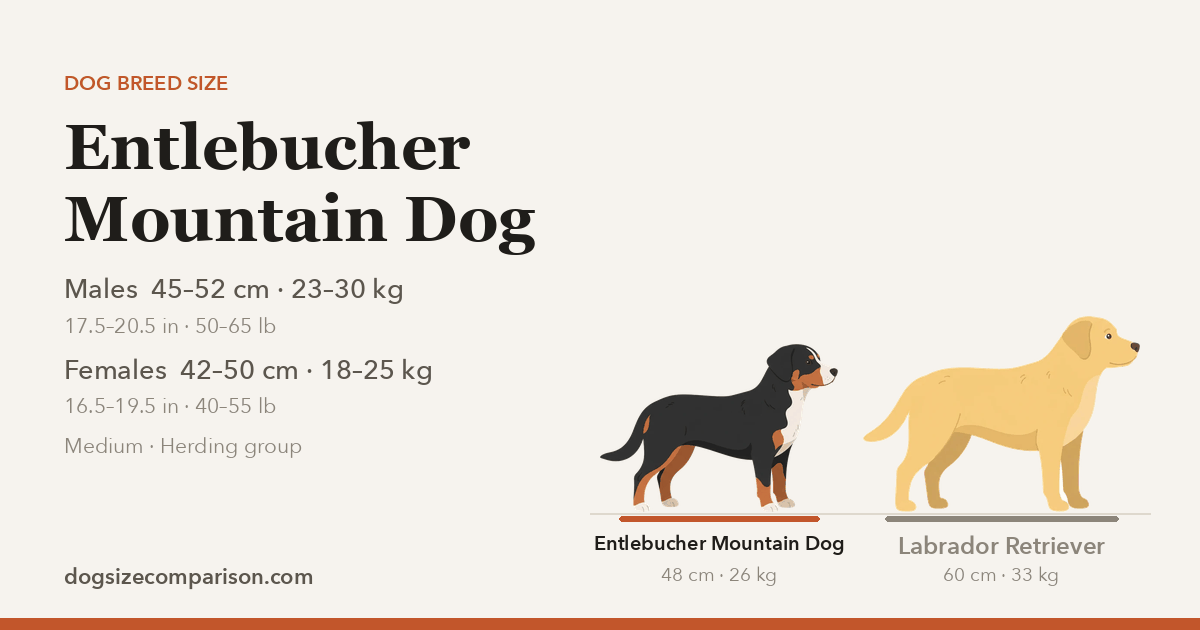 DOG BREED SIZE
Entlebucher
Mountain Dog
Males 45–52 cm · 23–30 kg
17.5–20.5 in · 50–65 lb
Females 42–50 cm · 18–25 kg
16.5–19.5 in · 40–55 lb
Medium · Herding group
Entlebucher Mountain Dog
48 cm · 26 kg
Labrador Retriever
60 cm · 33 kg
dogsizecomparison.com